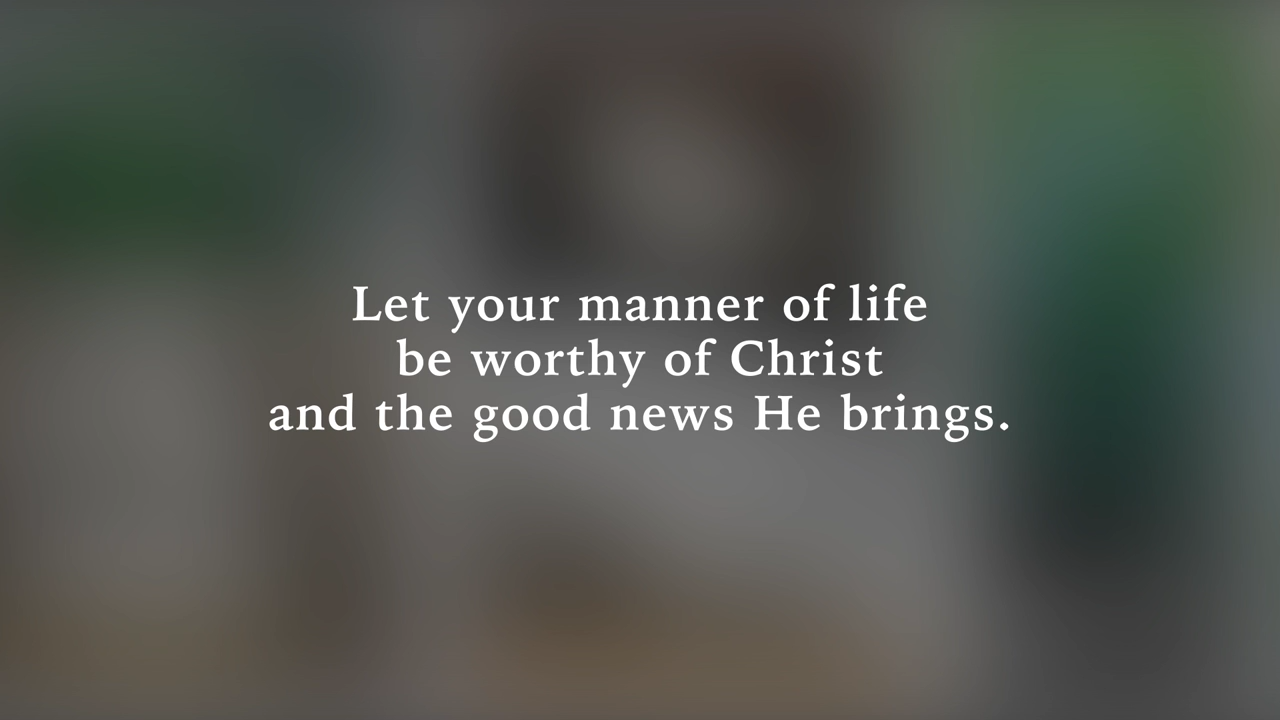 Let your manner of life
be worthy of Christ
and the good news He brings.